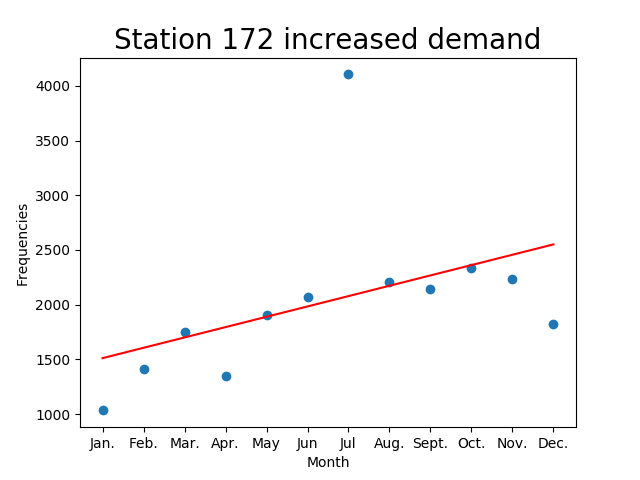 Station 172 increased demand
4000
3500
3000
2500
2000
1500
1000
Frequencies
Jan. Feb. Mar. Apr. May Jun Jul Aug. Sept. Oct. Nov. Dec.
Month